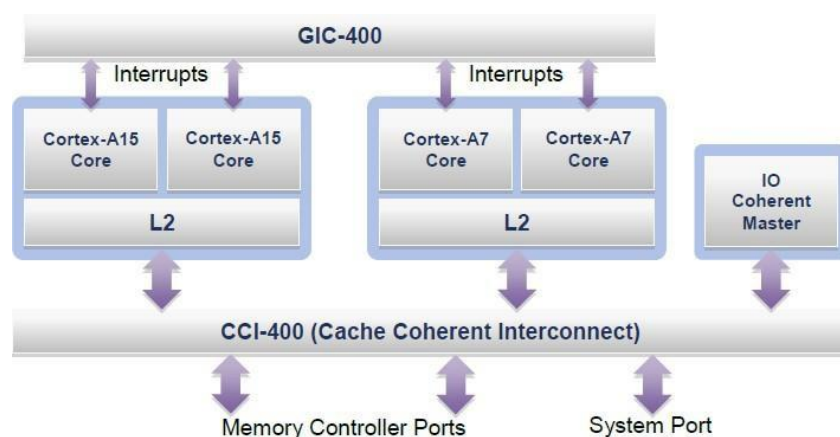 GIC-400
Interrupts
Interrupts
Cortex-A15
Core
Cortex-A15
Core
Cortex-A7
Core
Cortex-A7
Core
L2
L2
IO
Coherent
Master
CCI-400 (Cache Coherent Interconnect)
Memory Controller Ports
System Port